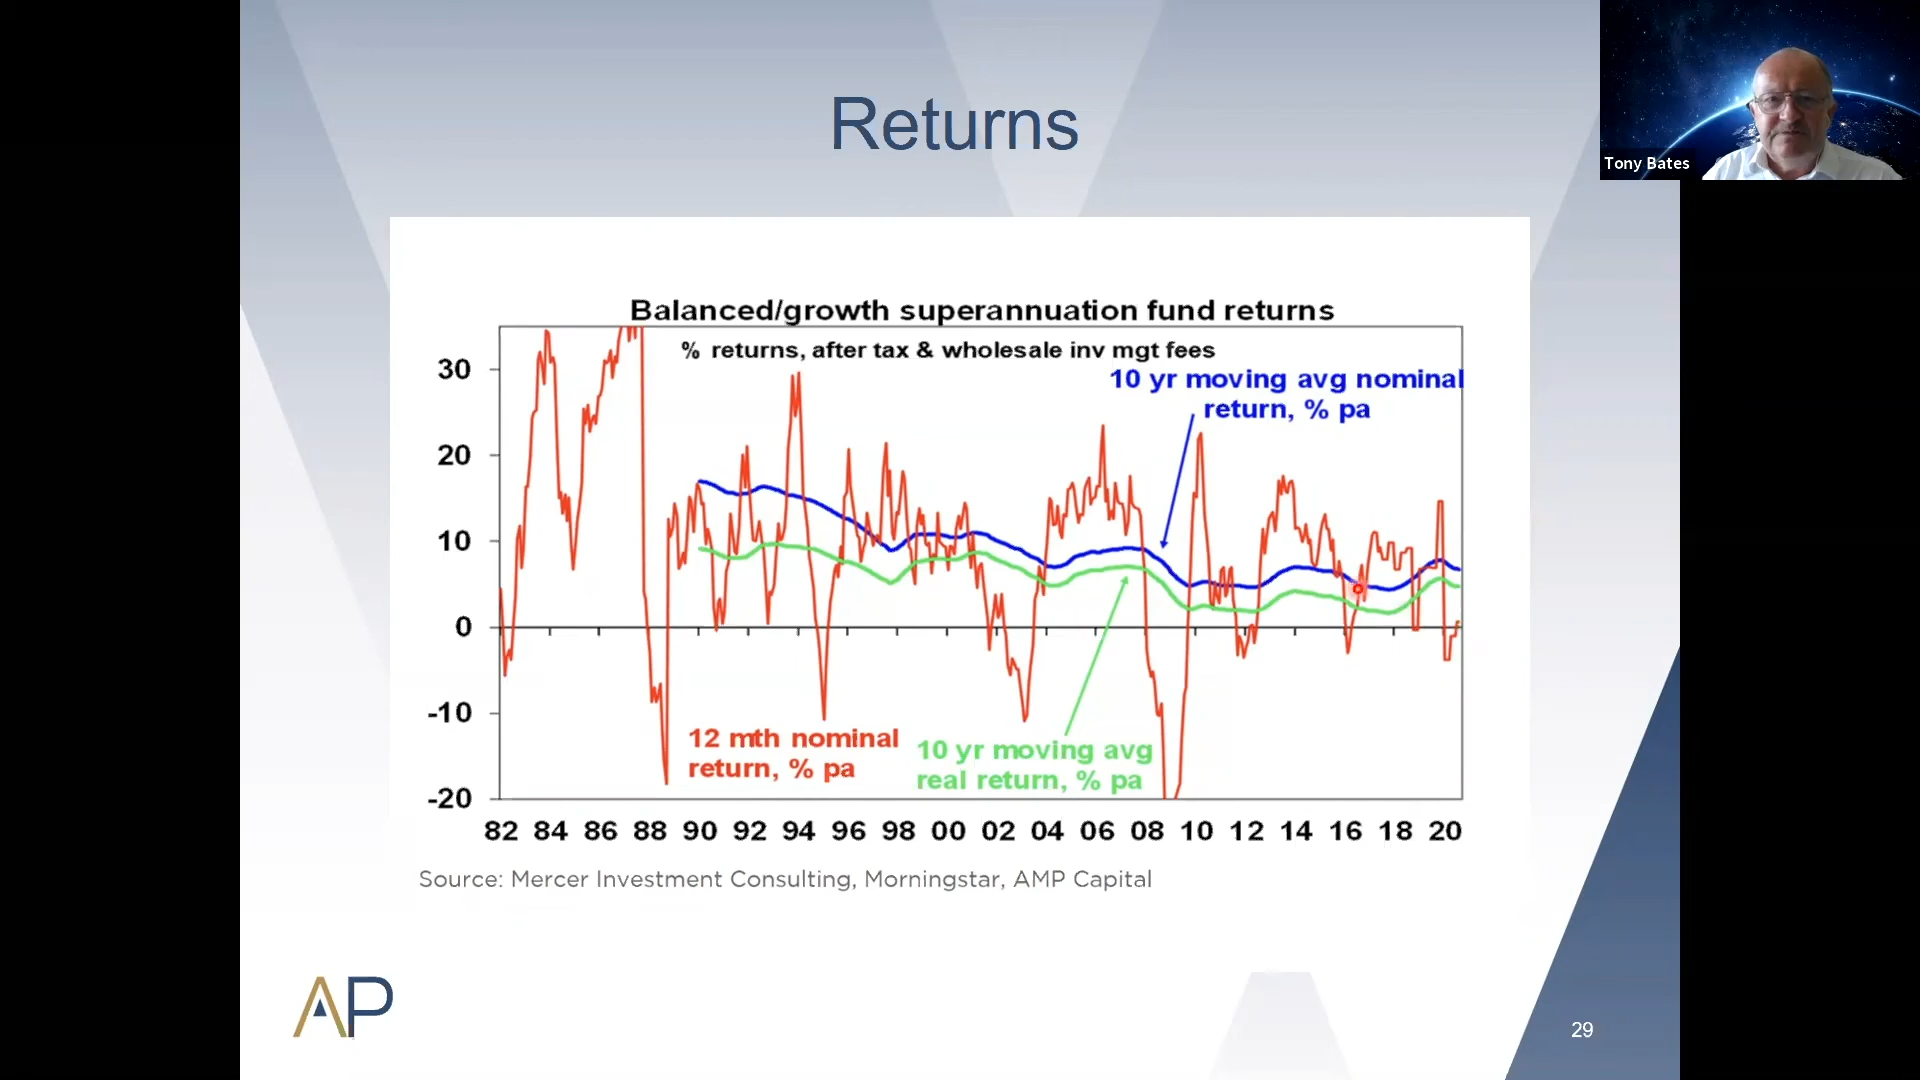 Returns
Tony Bates
Balanced/growth superannuation fund returns
% returns, after tax & wholesale inv mgt fees
10 yr moving avg nominal
return, % pa
30
20
10
0
-10
-20
12 mth nominal
return, % pa
10 yr moving avg
real return, % pa
82 84 86 88 90 92 94 96 98 00 02 04 06 08 10 12 14 16 18 20
Source: Mercer Investment Consulting, Morningstar, AMP Capital
AP
29